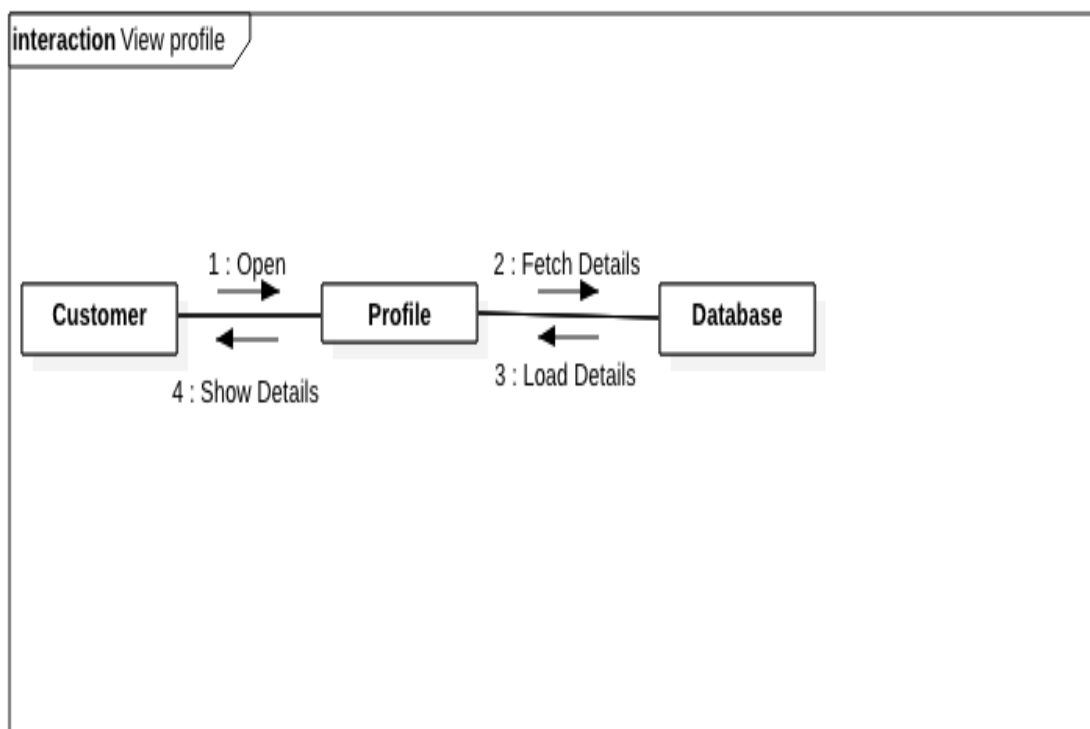 interaction View profile
1 : Open
2 : Fetch Details
Customer
Profile
Database
4 : Show Details
3 : Load Details